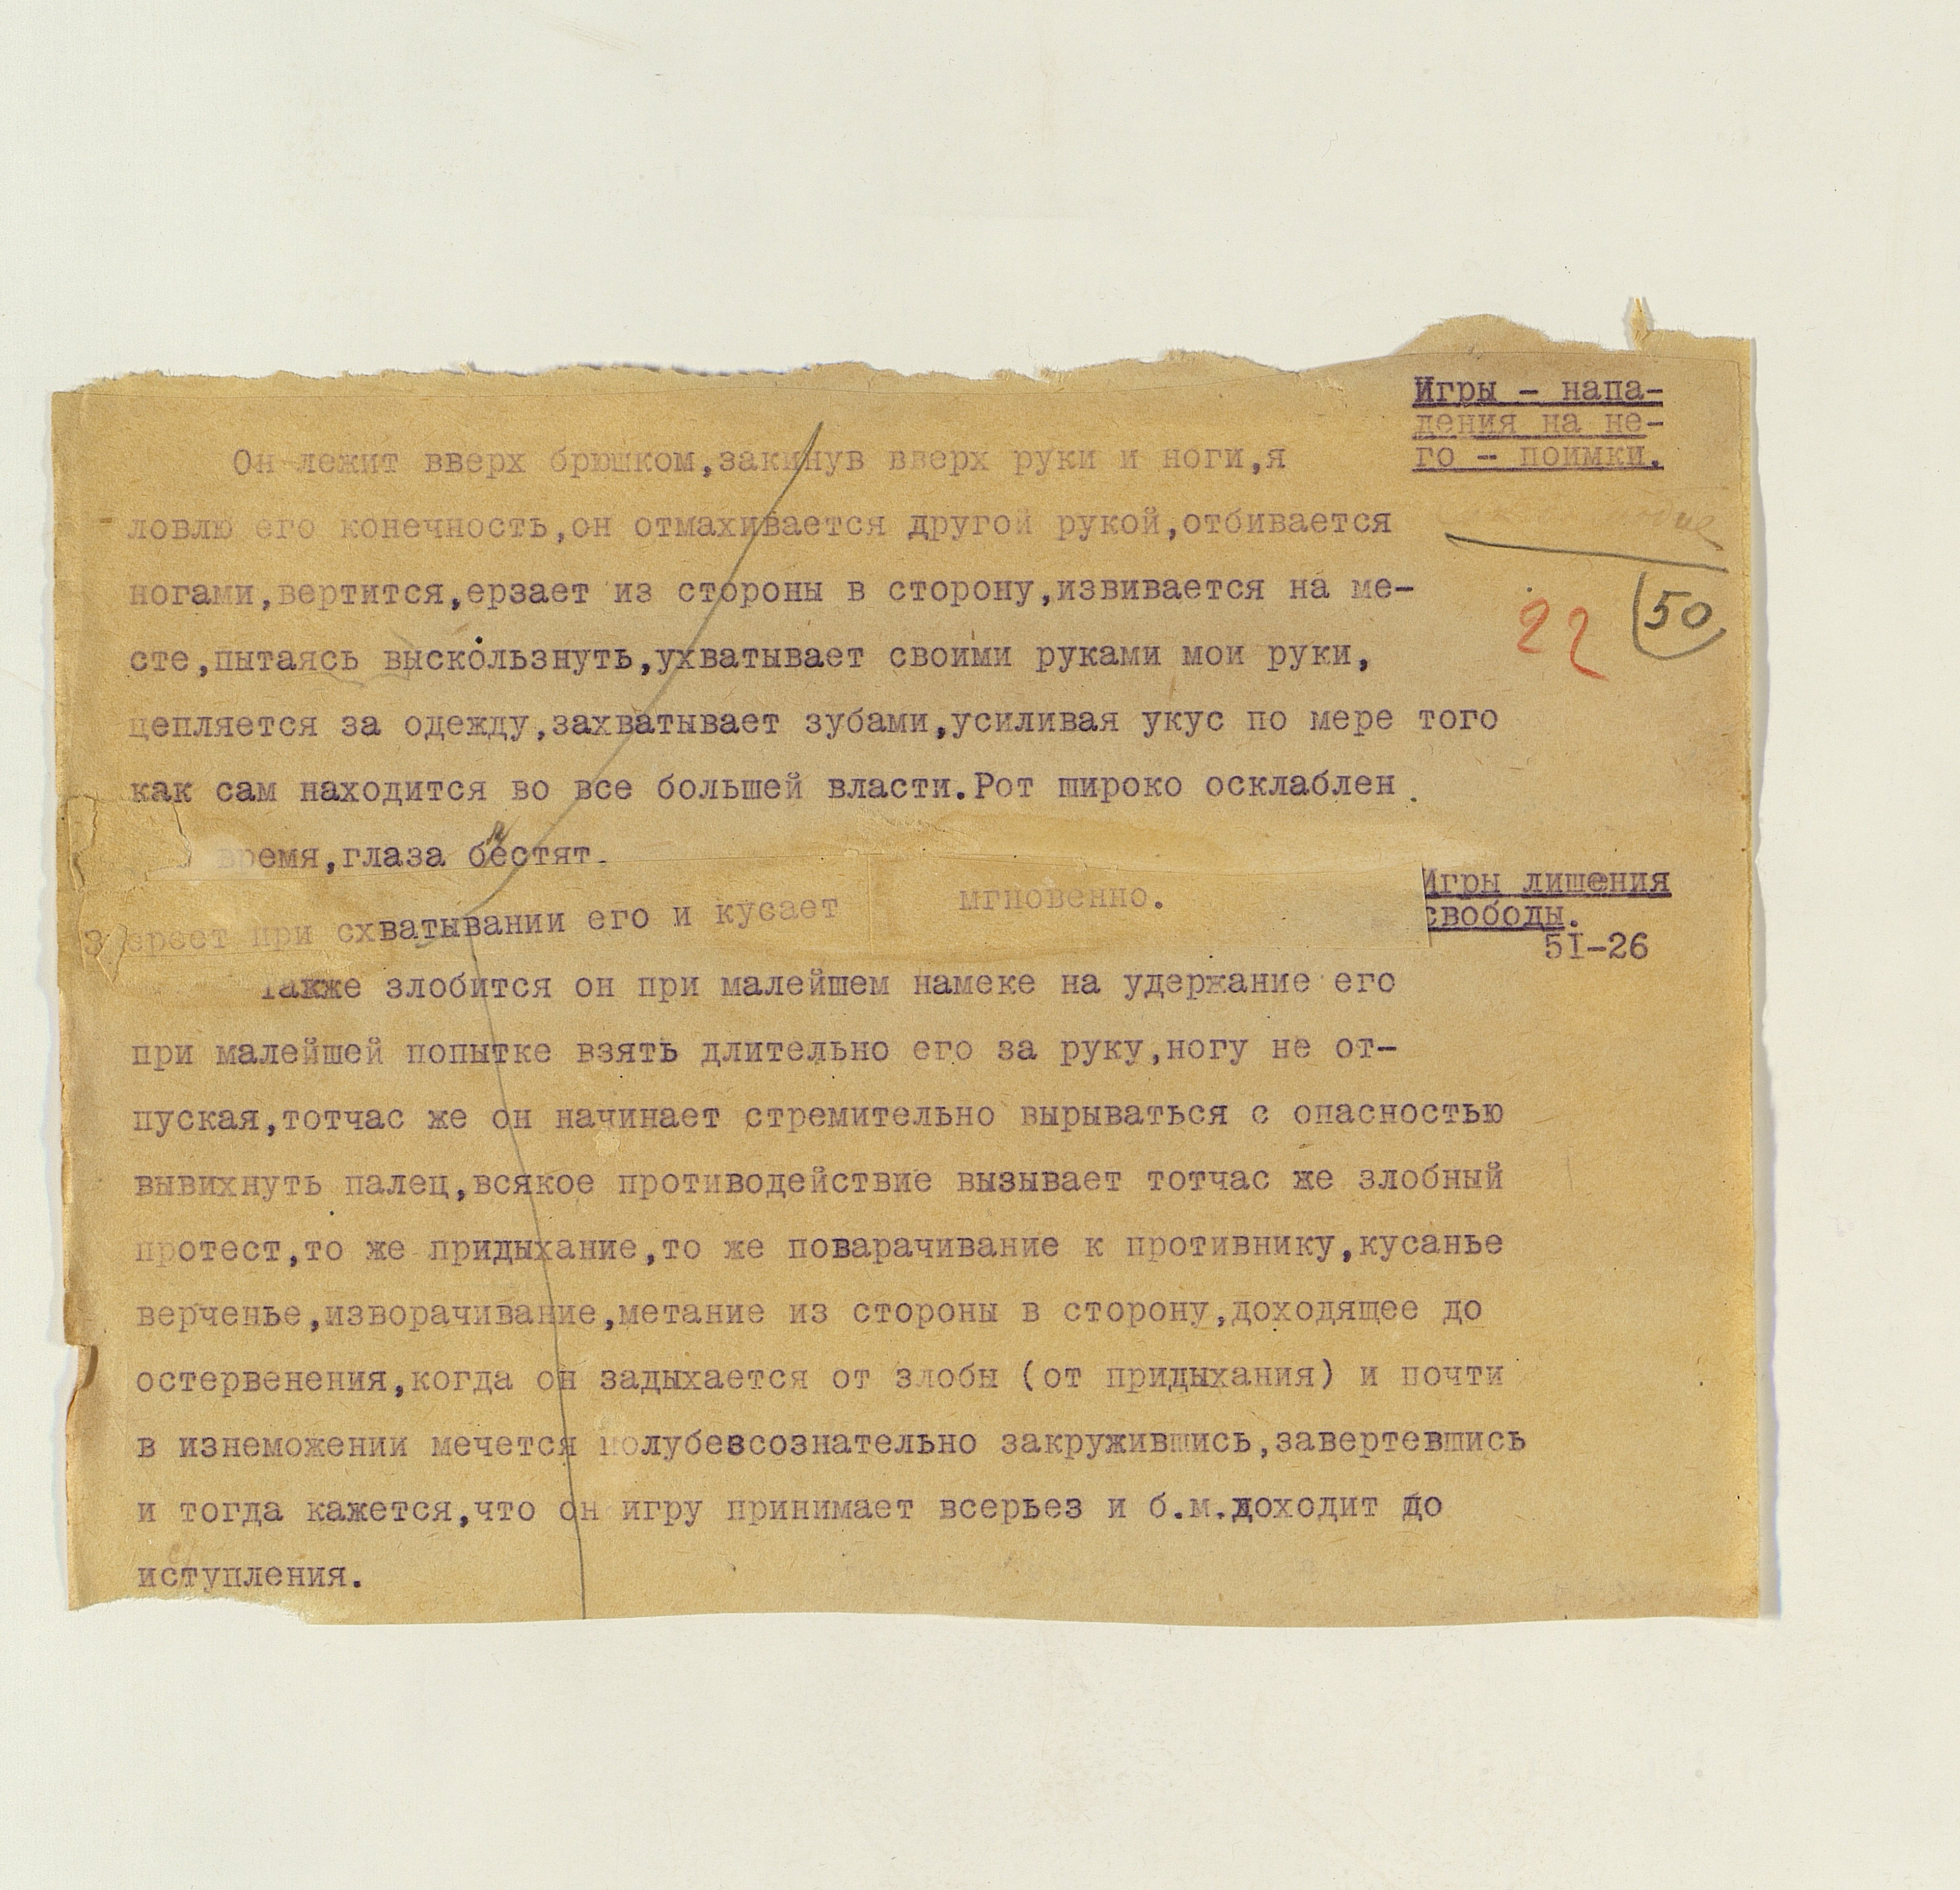 Игры - напа-
дения на не-
го - поимки.
Он лежит вверх брюшком,закинув вверх руки и ноги,я
ловлю его конечность,он отмахивается другой рукой,отбивается
ногами,вертится,ерзает из стороны в сторону,извивается на ме-
сте,пытаясь выскользнуть,ухватывает своими руками мои руки,
22 (50)
цепляется за одежду,захватывает зубами,усиливая укус по мере того
как сам находится во все большей власти.Рот широко осклаблен
время,глаза блестят.
Игры лишения
свободы.
5I-26
при схватывании его и кусает мгновенно.
Также злобится он при малейшем намеке на удержание его
при малейшей попытке взять длительно его за руку,ногу не от-
пуская,тотчас же он начинает стремительно вырываться с опасностью
вывихнуть палец,всякое противодействие вызывает тотчас же злобный
протест,то же придыхание,то же поварачивание к противнику,кусанье
верченье,изворачивание,метание из стороны в сторону,доходящее до
остервенения,когда он задыхается от злобы (от придыхания) и почти
в изнеможении мечется полубезсознательно закружившись,завертевшись
и тогда кажется,что он игру принимает всерьез и б.м.доходит до
иступления.